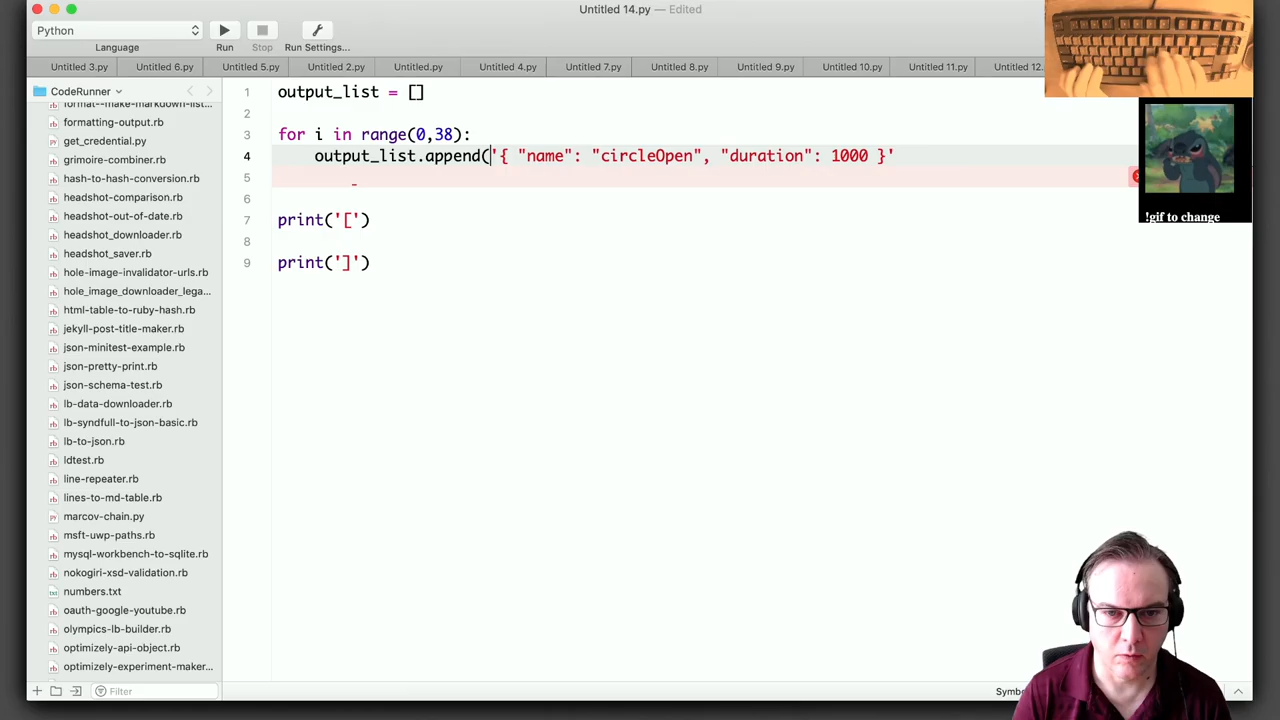 Untitled 14.py — Edited
Python
Language
Run
Stop
Run Settings...
Untitled 3.py
Untitled 6.py
Untitled 5.py
Untitled 2.py
Untitled.py
Untitled 4.py
Untitled 7.py
Untitled 8.py
Untitled 9.py
Untitled 10.py
Untitled 11.py
Untitled 12.
CodeRunner
format--make-markdown-list...
formatting-output.rb
get_credential.py
grimoire-combiner.rb
hash-to-hash-conversion.rb
headshot-comparison.rb
headshot-out-of-date.rb
headshot_downloader.rb
headshot_saver.rb
hole-image-invalidator-urls.rb
hole_image_downloader_lega...
html-table-to-ruby-hash.rb
jekyll-post-title-maker.rb
json-minitest-example.rb
json-pretty-print.rb
json-schema-test.rb
lb-data-downloader.rb
lb-syndfull-to-json-basic.rb
lb-to-json.rb
ldtest.rb
line-repeater.rb
lines-to-md-table.rb
marcov-chain.py
msft-uwp-paths.rb
mysql-workbench-to-sqlite.rb
nokogiri-xsd-validation.rb
numbers.txt
oauth-google-youtube.rb
olympics-lb-builder.rb
optimizely-api-object.rb
optimizely-experiment-maker...
Filter
1 output_list = []
2
3 for i in range(0,38):
4 output_list.append('{ "name": "circleOpen", "duration": 1000 }'
5
6
7 print('[')
8
9 print(']')
!gif to change
Symbo